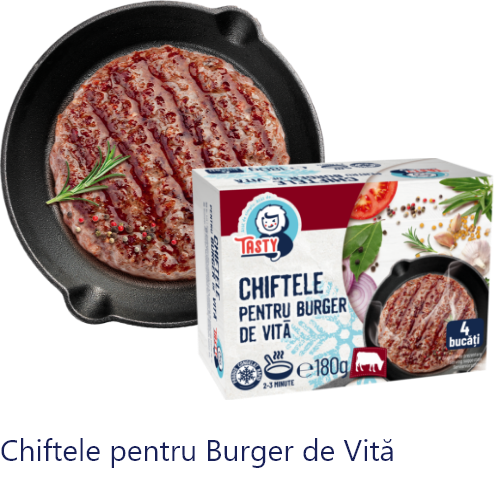 TASTY
CHIFTELE
PENTRU BURGER
DE VITĂ
2-3 MINUTE
℮180g
4
bucăți
Chiftele pentru Burger de Vită